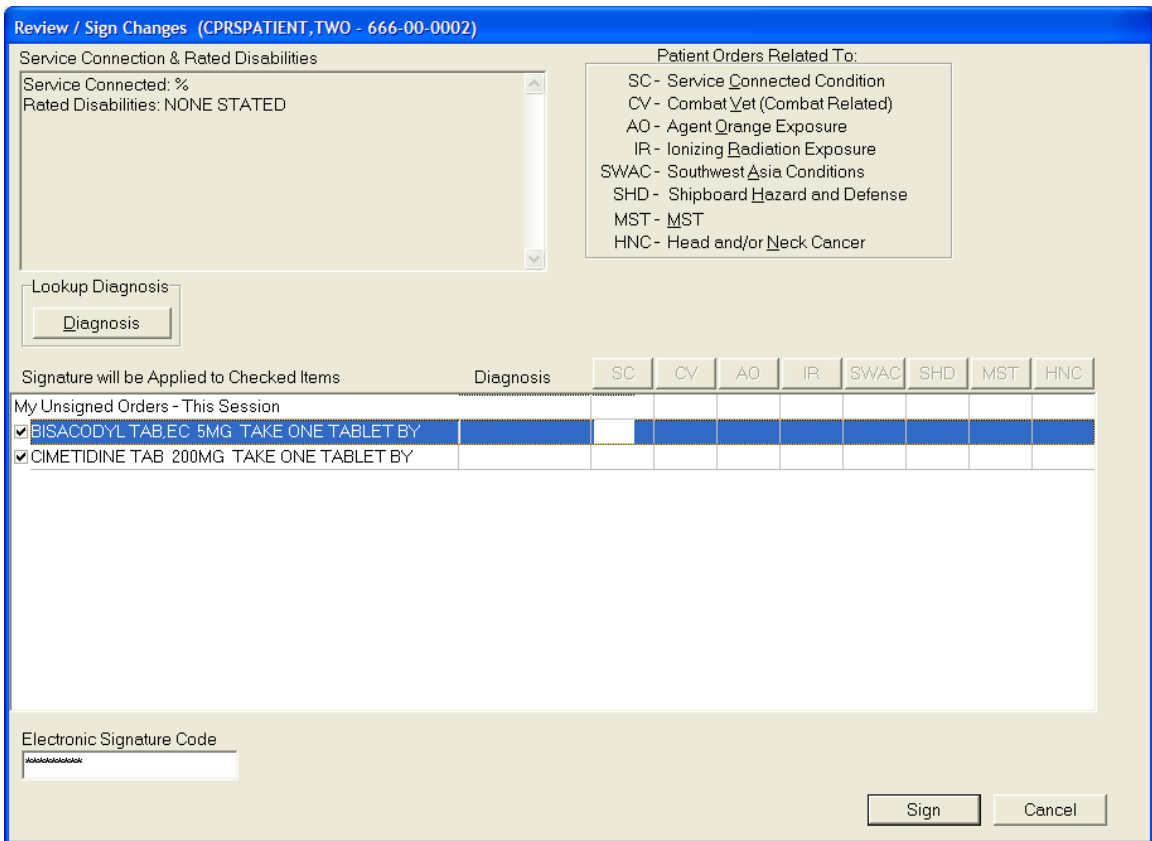 Review / Sign Changes (CPRSPATIENT,TWO - 666-00-0002)
Service Connection & Rated Disabilities
Service Connected: %
Rated Disabilities: NONE STATED
Patient Orders Related To:
SC - Service Connected Condition
CV - Combat Vet (Combat Related)
AO - Agent Orange Exposure
IR - Ionizing Radiation Exposure
SWAC - Southwest Asia Conditions
SHD - Shipboard Hazard and Defense
MST - MST
HNC - Head and/or Neck Cancer
Lookup Diagnosis
Diagnosis
Signature will be Applied to Checked Items Diagnosis SC CV AO IR SWAC SHD MST HNC
My Unsigned Orders - This Session
BISACODYL TAB,EC 5MG TAKE ONE TABLET BY
CIMETIDINE TAB 200MG TAKE ONE TABLET BY
Electronic Signature Code
**********
Sign Cancel